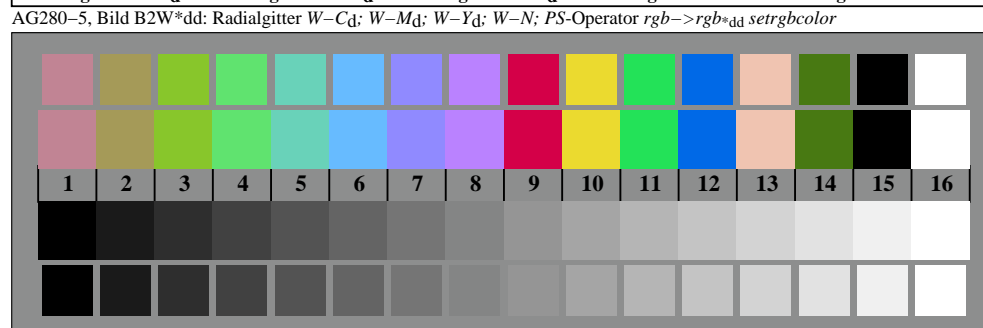 AG280−5, Bild B2W*dd: Radialgitter W−Cd; W−Md; W−Yd; W−N; PS-Operator rgb−>rgb*dd setrgbcolor
1 2 3 4 5 6 7 8 9 10 11 12 13 14 15 16